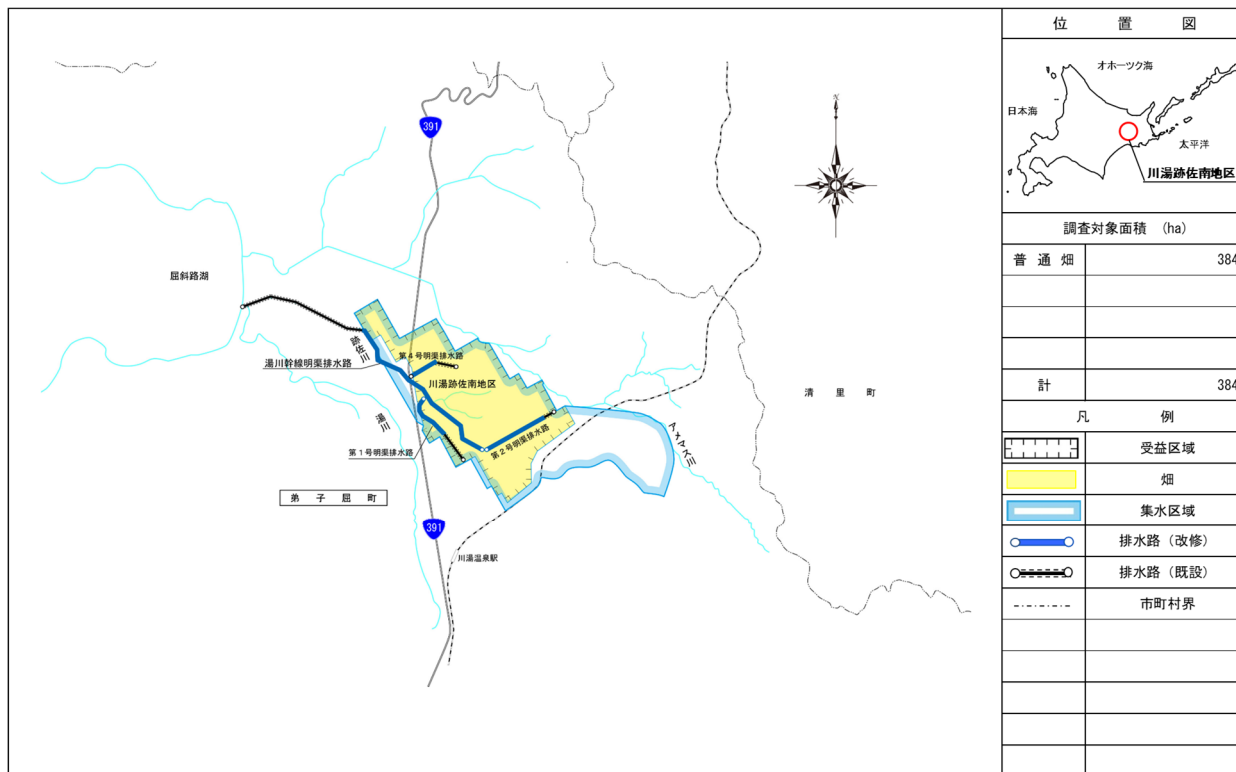 391
屈斜路湖
跡佐川
湯川幹線明渠排水路
第4号明渠排水路
川湯跡佐南地区
湯川
第1号明渠排水路
第2号明渠排水路
アメマス川
清里町
弟子屈町
391
川湯温泉駅
N
位置図
オホーツク海
日本海
太平洋
川湯跡佐南地区
調査対象面積 (ha)
普通畑 384
計 384
凡例
受益区域
畑
集水区域
排水路(改修)
排水路(既設)
市町村界